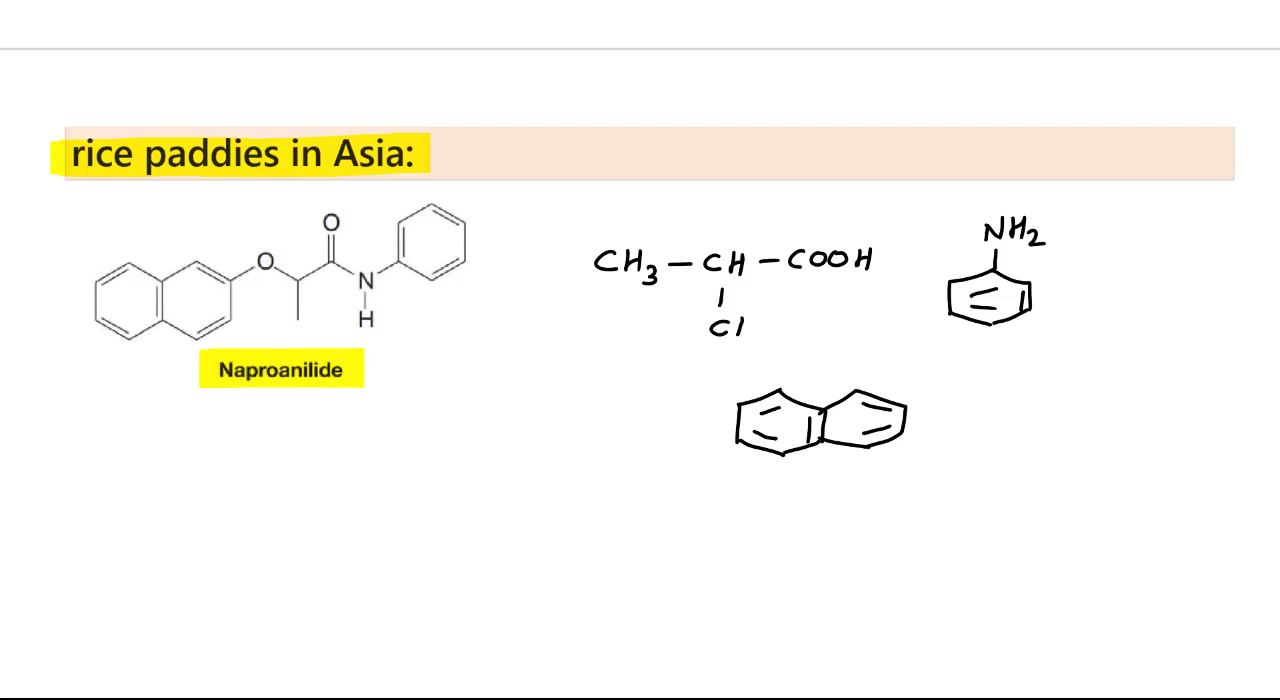 rice paddies in Asia:
O
O
N
H
Naproanilide
CH3 – CH – COOH
Cl
NH2